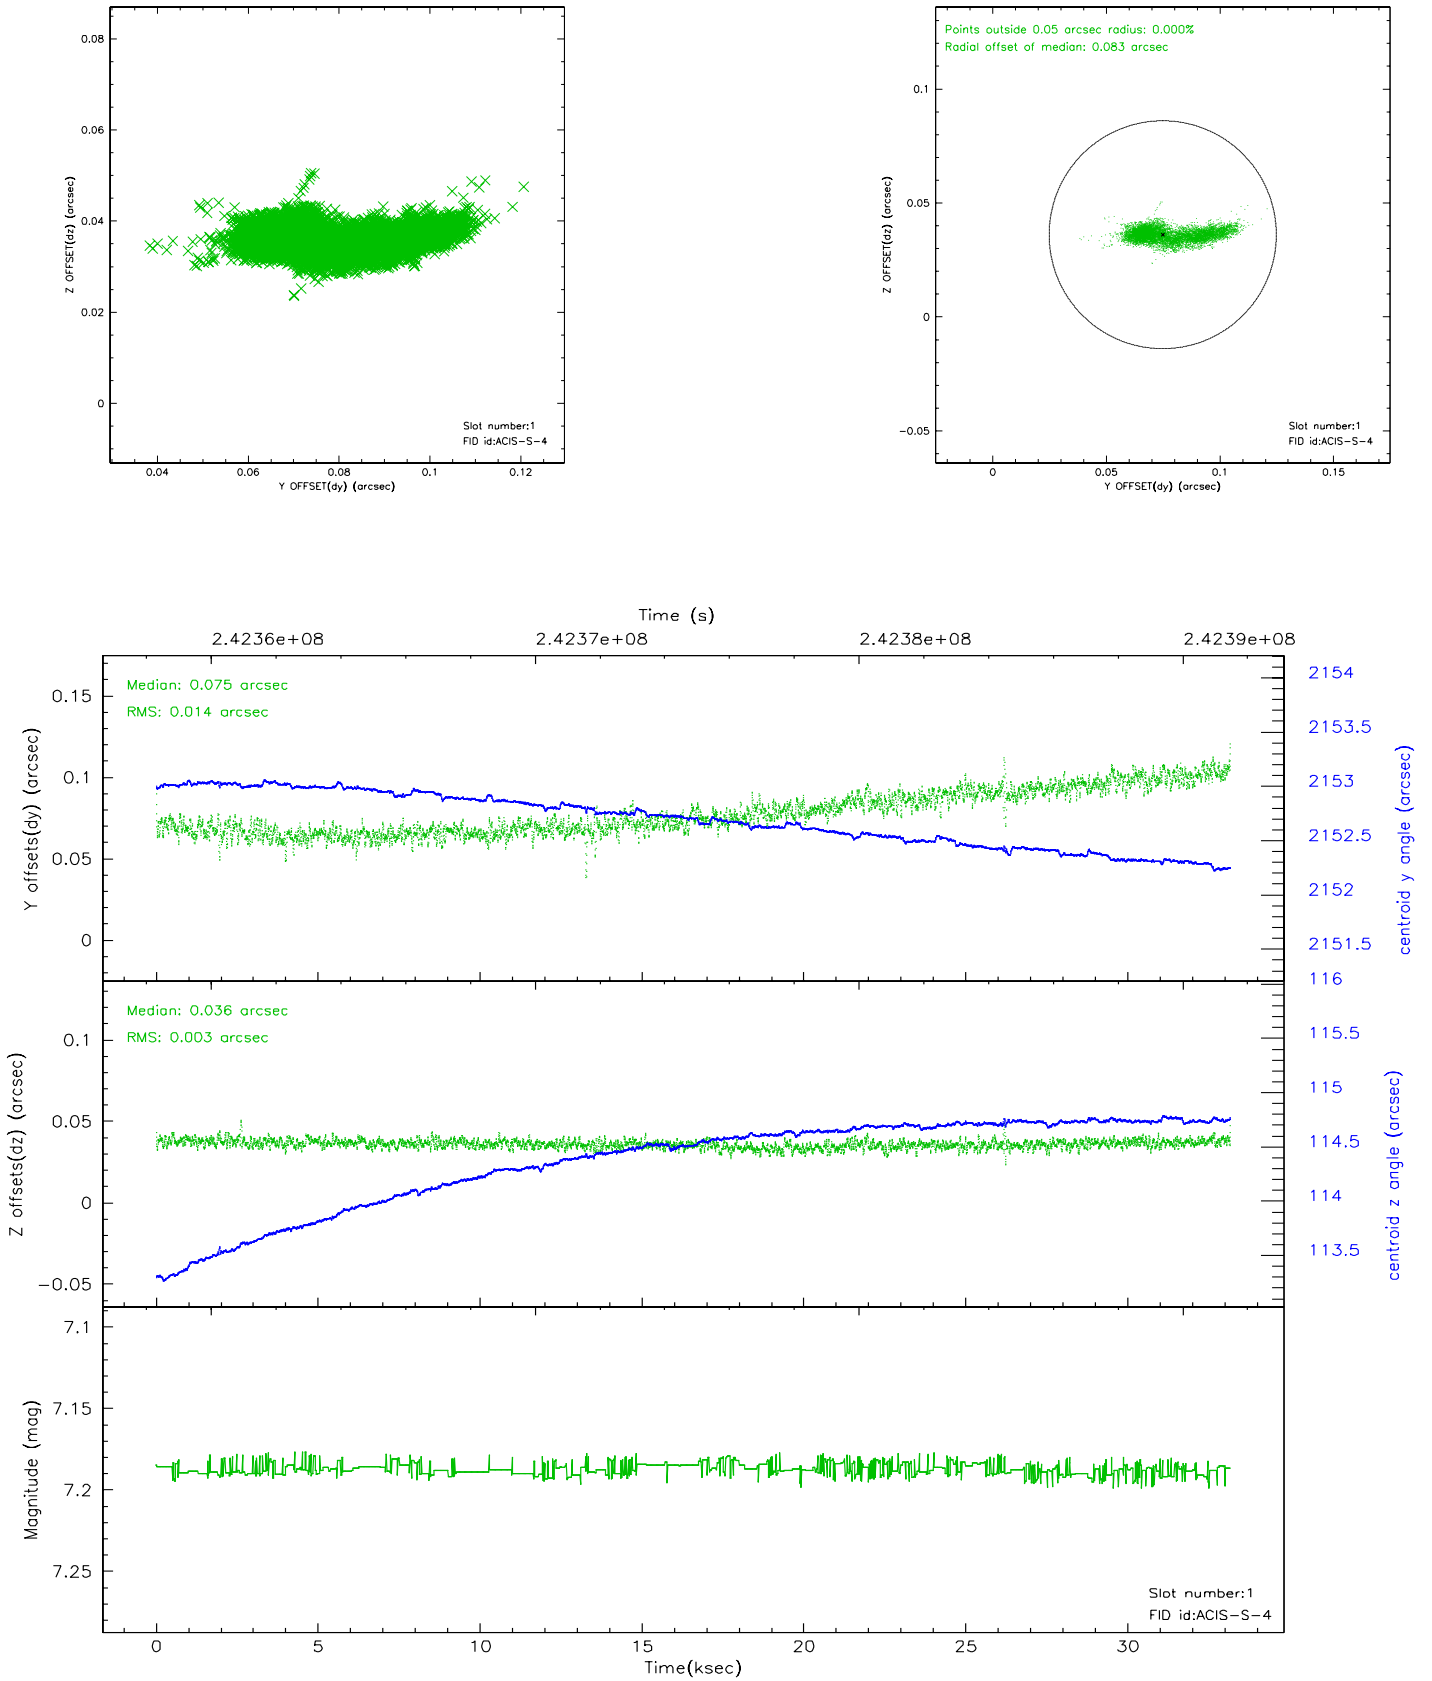 0.08
0.06
0.04
0.02
0
Z OFFSET(dz) (arcsec)
Slot number:1
FID id:ACIS-S-4
0.04 0.06 0.08 0.1 0.12
Y OFFSET(dy) (arcsec)
Points outside 0.05 arcsec radius: 0.000%
Radial offset of median: 0.083 arcsec
0.1
0.05
0
-0.05
Z OFFSET(dz) (arcsec)
Slot number:1
FID id:ACIS-S-4
0 0.05 0.1 0.15
Y OFFSET(dy) (arcsec)
Time (s)
2.4236e+08 2.4237e+08 2.4238e+08 2.4239e+08
Median: 0.075 arcsec
RMS: 0.014 arcsec
0.15
0.1
0.05
0
Y offsets(dy) (arcsec)
2154
2153.5
2153
2152.5
2152
2151.5
centroid y angle (arcsec)
Median: 0.036 arcsec
RMS: 0.003 arcsec
0.1
0.05
0
-0.05
Z offsets(dz) (arcsec)
116
115.5
115
114.5
114
113.5
centroid z angle (arcsec)
7.1
7.15
7.2
7.25
Magnitude (mag)
Slot number:1
FID id:ACIS-S-4
0 5 10 15 20 25 30
Time(ksec)